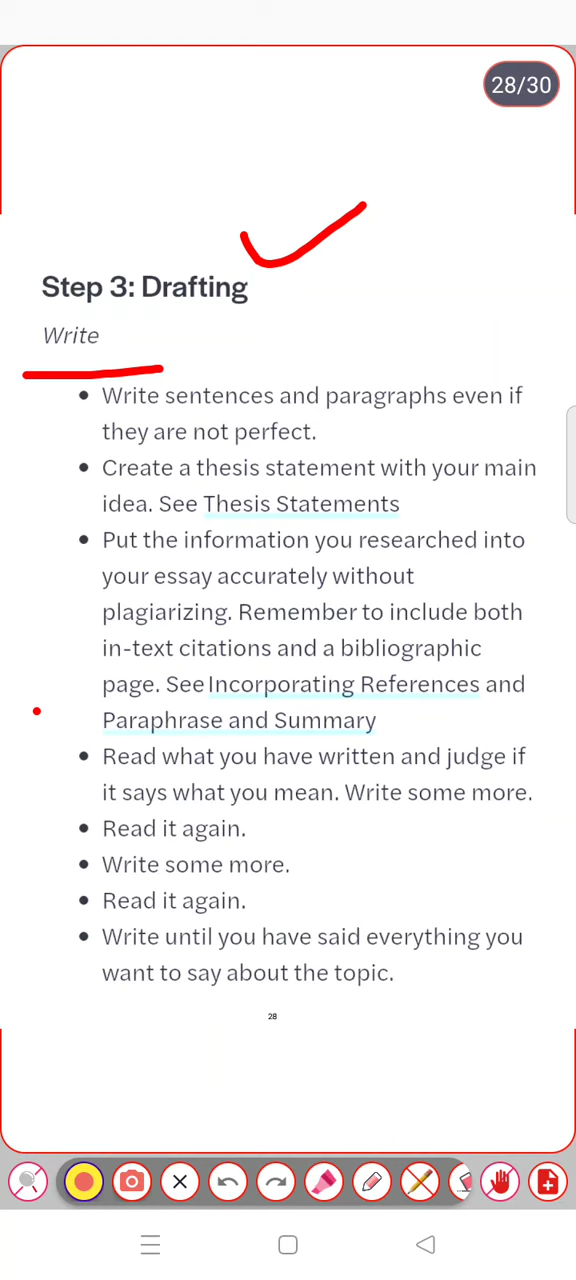 28/30
Step 3: Drafting
Write
• Write sentences and paragraphs even if
they are not perfect.
• Create a thesis statement with your main
idea. See Thesis Statements
• Put the information you researched into
your essay accurately without
plagiarizing. Remember to include both
in-text citations and a bibliographic
page. See Incorporating References and
Paraphrase and Summary
• Read what you have written and judge if
it says what you mean. Write some more.
• Read it again.
• Write some more.
• Read it again.
• Write until you have said everything you
want to say about the topic.
28